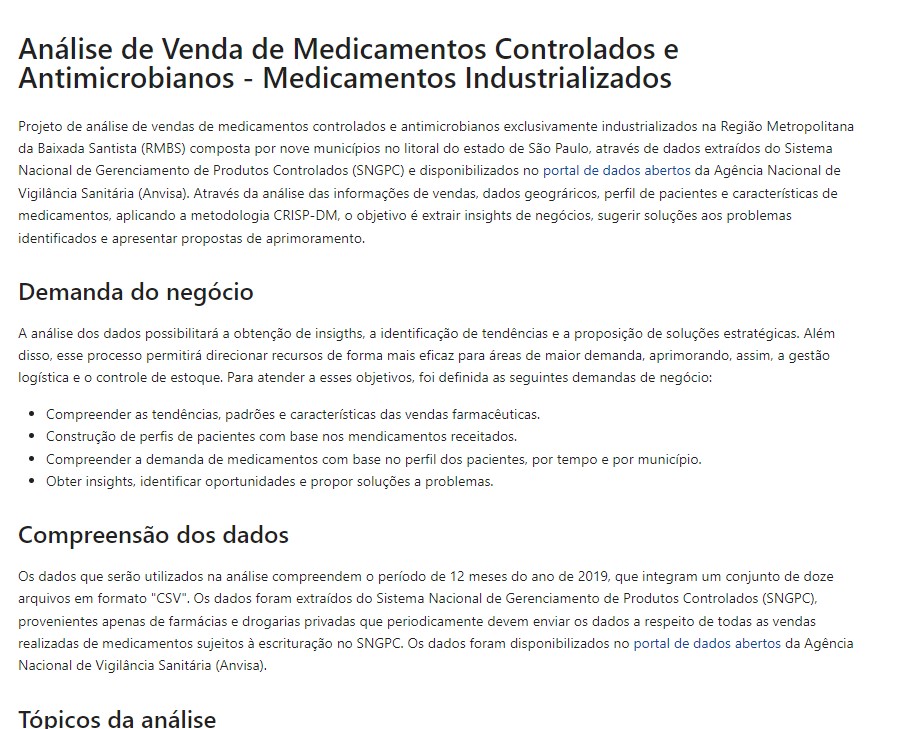 Análise de Venda de Medicamentos Controlados e
Antimicrobianos - Medicamentos Industrializados
Projeto de análise de vendas de medicamentos controlados e antimicrobianos exclusivamente industrializados na Região Metropolitana
da Baixada Santista (RMBS) composta por nove municípios no litoral do estado de São Paulo, através de dados extraídos do Sistema
Nacional de Gerenciamento de Produtos Controlados (SNGPC) e disponibilizados no portal de dados abertos da Agência Nacional de
Vigilância Sanitária (Anvisa). Através da análise das informações de vendas, dados geográricos, perfil de pacientes e características de
medicamentos, aplicando a metodologia CRISP-DM, o objetivo é extrair insights de negócios, sugerir soluções aos problemas
identificados e apresentar propostas de aprimoramento.
Demanda do negócio
A análise dos dados possibilitará a obtenção de insigths, a identificação de tendências e a proposição de soluções estratégicas. Além
disso, esse processo permitirá direcionar recursos de forma mais eficaz para áreas de maior demanda, aprimorando, assim, a gestão
logística e o controle de estoque. Para atender a esses objetivos, foi definida as seguintes demandas de negócio:
• Compreender as tendências, padrões e características das vendas farmacêuticas.
• Construção de perfis de pacientes com base nos mendicamentos receitados.
• Compreender a demanda de medicamentos com base no perfil dos pacientes, por tempo e por município.
• Obter insights, identificar oportunidades e propor soluções a problemas.
Compreensão dos dados
Os dados que serão utilizados na análise compreendem o período de 12 meses do ano de 2019, que integram um conjunto de doze
arquivos em formato "CSV". Os dados foram extraídos do Sistema Nacional de Gerenciamento de Produtos Controlados (SNGPC),
provenientes apenas de farmácias e drogarias privadas que periodicamente devem enviar os dados a respeito de todas as vendas
realizadas de medicamentos sujeitos à escrituração no SNGPC. Os dados foram disponibilizados no portal de dados abertos da Agência
Nacional de Vigilância Sanitária (Anvisa).
Tópicos da análise